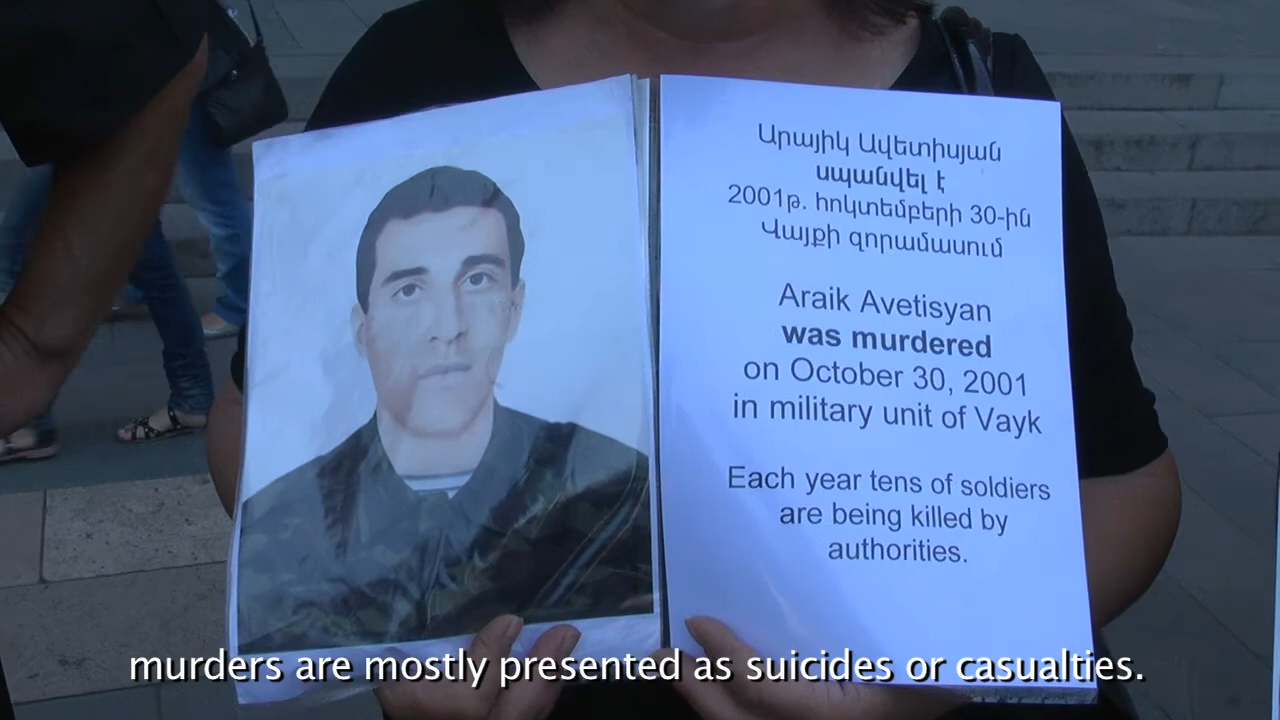 Արայիկ Ավետիսյան
սպանվել է
2001թ. հոկտեմբերի 30-ին
Վայքի զորամասում
Araik Avetisyan
was murdered
on October 30, 2001
in military unit of Vayk
Each year tens of soldiers
are being killed by
authorities.
murders are mostly presented as suicides or casualties.